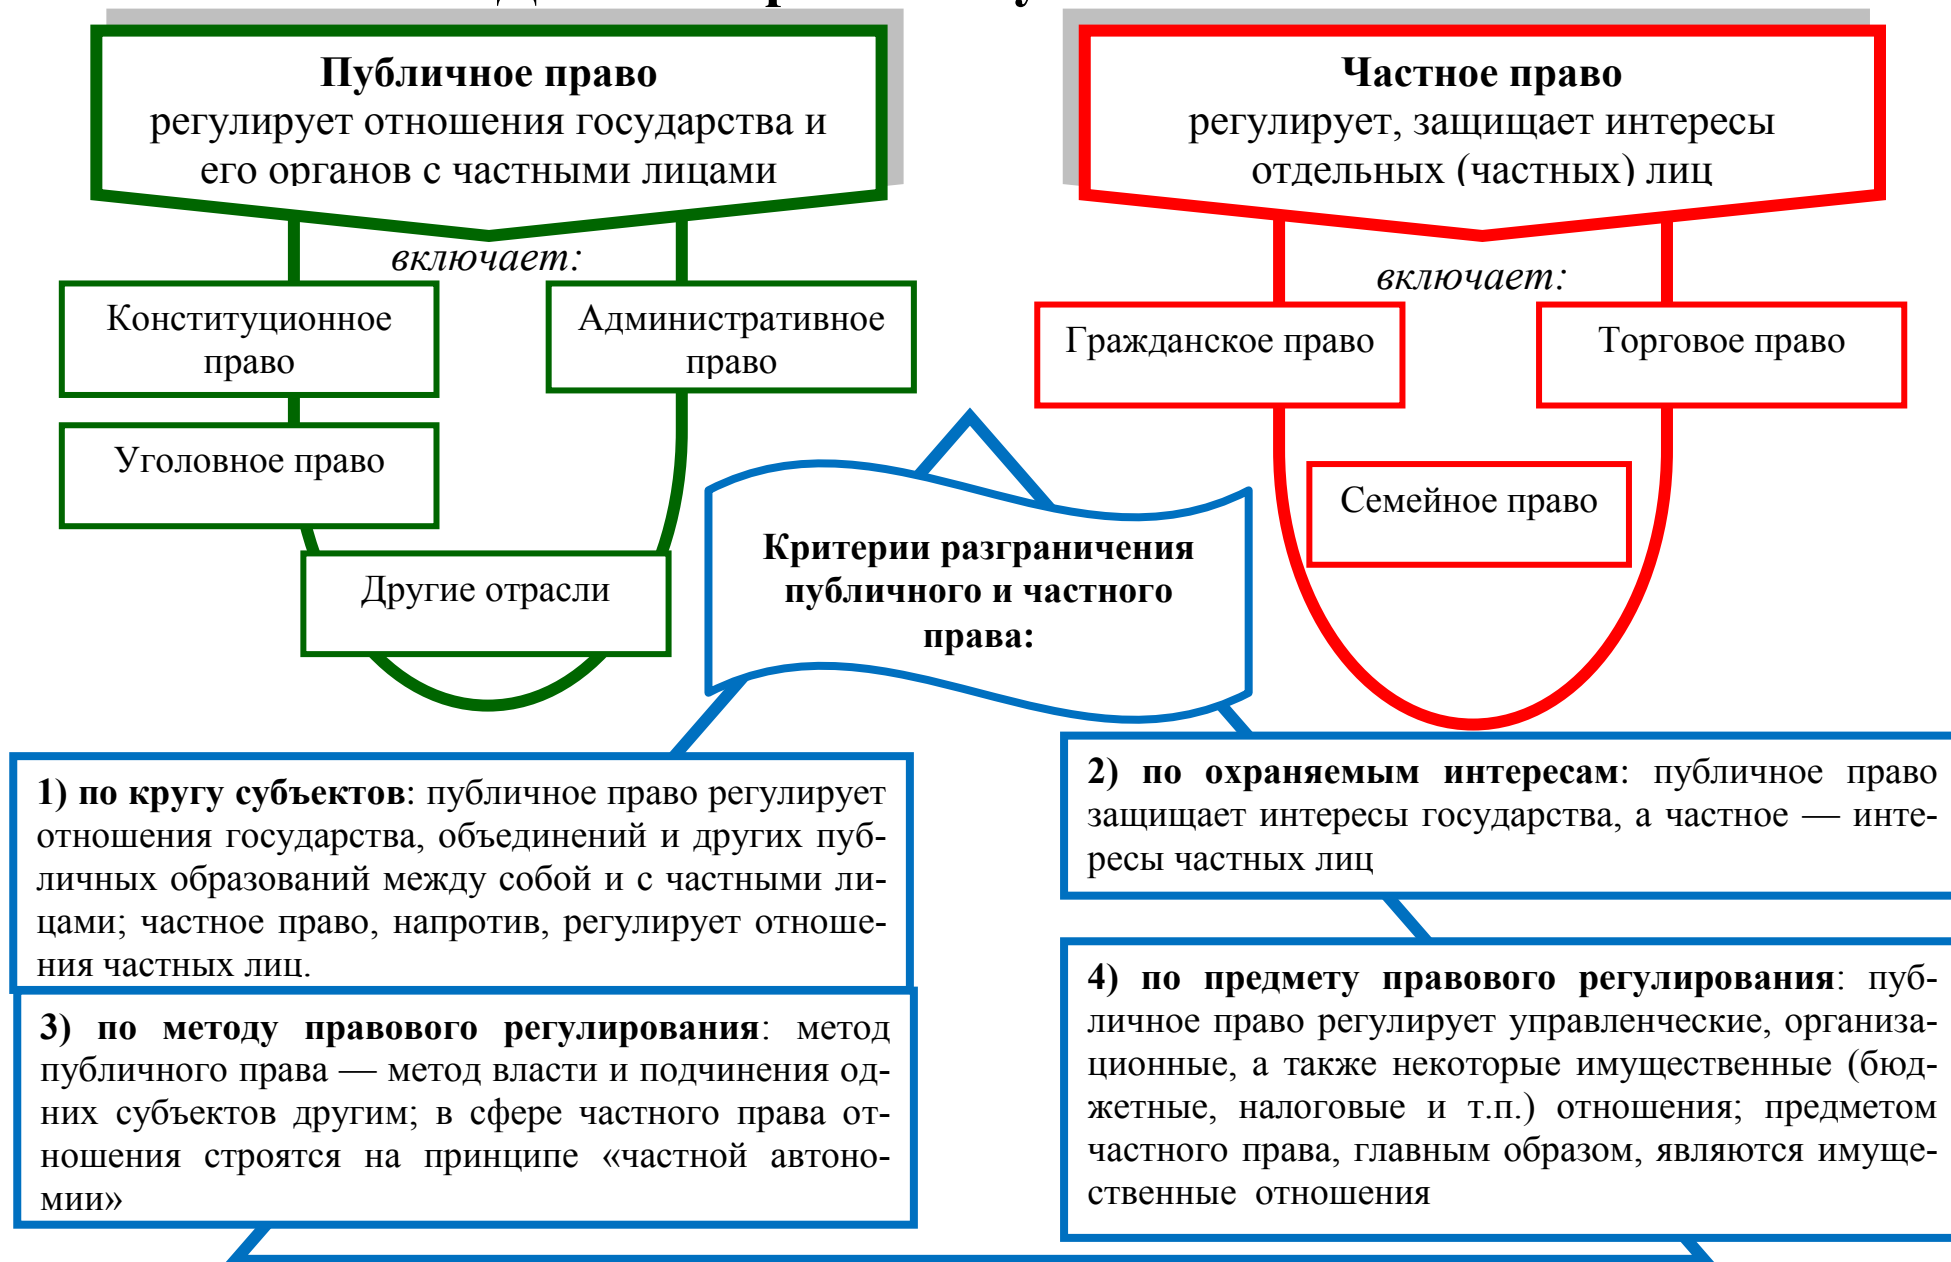 Публичное право
регулирует отношения государства и
его органов с частными лицами
Частное право
регулирует, защищает интересы
отдельных (частных) лиц
включает:
включает:
Конституционное
право
Административное
право
Гражданское право
Торговое право
Уголовное право
Семейное право
Другие отрасли
Критерии разграничения
публичного и частного
права:
1) по кругу субъектов: публичное право регулирует
отношения государства, объединений и других пуб-
личных образований между собой и с частными ли-
цами; частное право, напротив, регулирует отноше-
ния частных лиц.
2) по охраняемым интересам: публичное право
защищает интересы государства, а частное — инте-
ресы частных лиц
3) по методу правового регулирования: метод
публичного права — метод власти и подчинения од-
них субъектов другим; в сфере частного права от-
ношения строятся на принципе «частной автоно-
мии»
4) по предмету правового регулирования: пуб-
личное право регулирует управленческие, организа-
ционные, а также некоторые имущественные (бюд-
жетные, налоговые и т.п.) отношения; предметом
частного права, главным образом, являются имуще-
ственные отношения